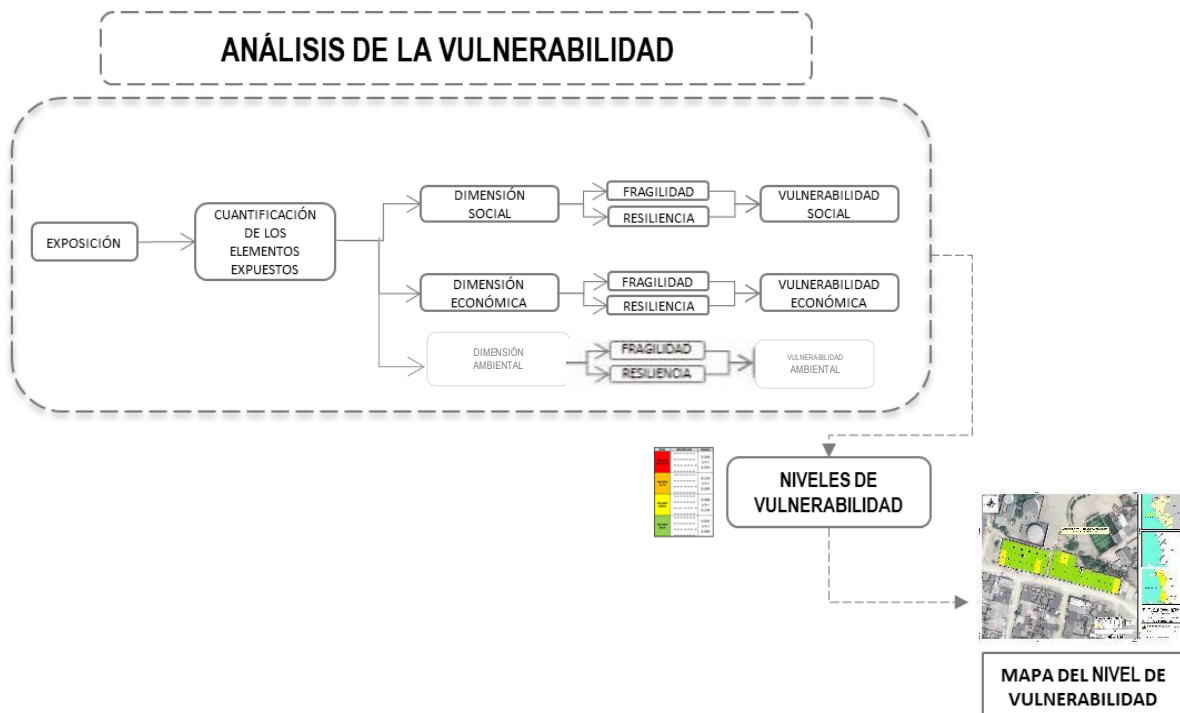 ANÁLISIS DE LA VULNERABILIDAD
EXPOSICIÓN
CUANTIFICACIÓN
DE LOS
ELEMENTOS
EXPUESTOS
DIMENSIÓN
SOCIAL
FRAGILIDAD
RESILIENCIA
VULNERABILIDAD
SOCIAL
DIMENSIÓN
ECONÓMICA
FRAGILIDAD
RESILIENCIA
VULNERABILIDAD
ECONÓMICA
DIMENSIÓN
AMBIENTAL
FRAGILIDAD
RESILIENCIA
VULNERABILIDAD
AMBIENTAL
NIVELES DE
VULNERABILIDAD
MAPA DEL NIVEL DE
VULNERABILIDAD